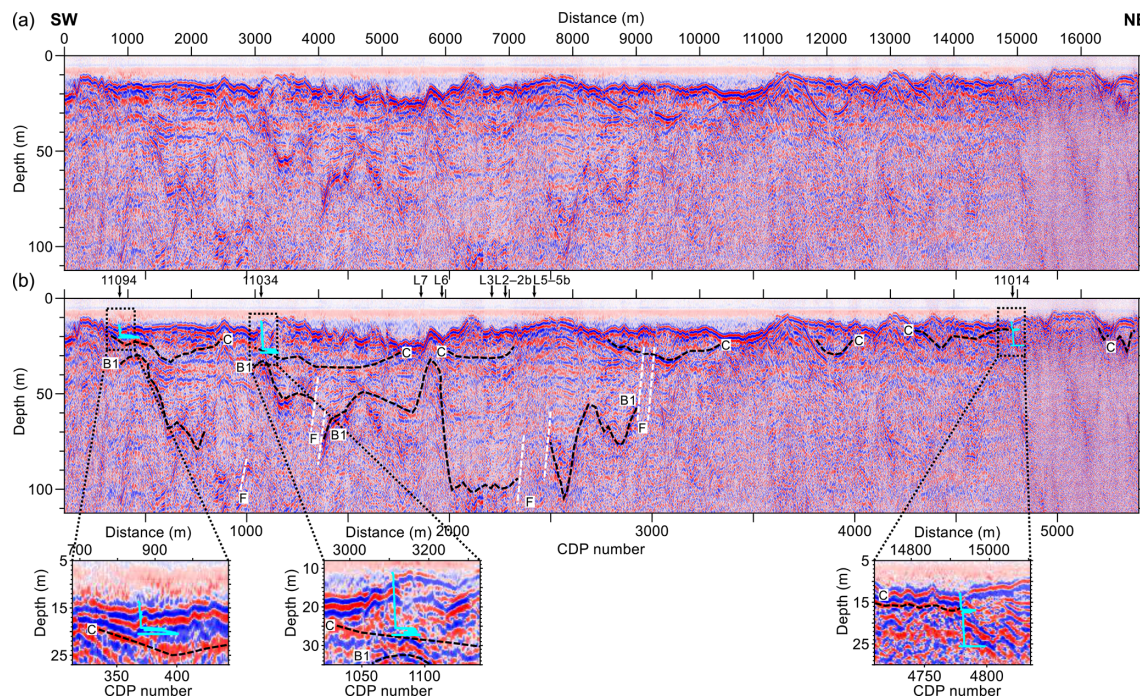 (a) SW Distance (m) NE
0 1000 2000 3000 4000 5000 6000 7000 8000 9000 10000 11000 12000 13000 14000 15000 16000
0
50
100
Depth (m)
(b) 11094 11034 L7 L6 L3 L2–2b L5–5b 11014
0
50
100
Depth (m)
C C C C C C C
B1 B1 B1 B1
F F F F
1000 2000 3000 4000 5000
CDP number
Distance (m)
700 900
5
15
25
Depth (m)
C
350 400
CDP number
Distance (m)
3000 3200
10
20
30
Depth (m)
C
B1
1050 1100
CDP number
Distance (m)
14800 15000
5
15
25
Depth (m)
C
4750 4800
CDP number